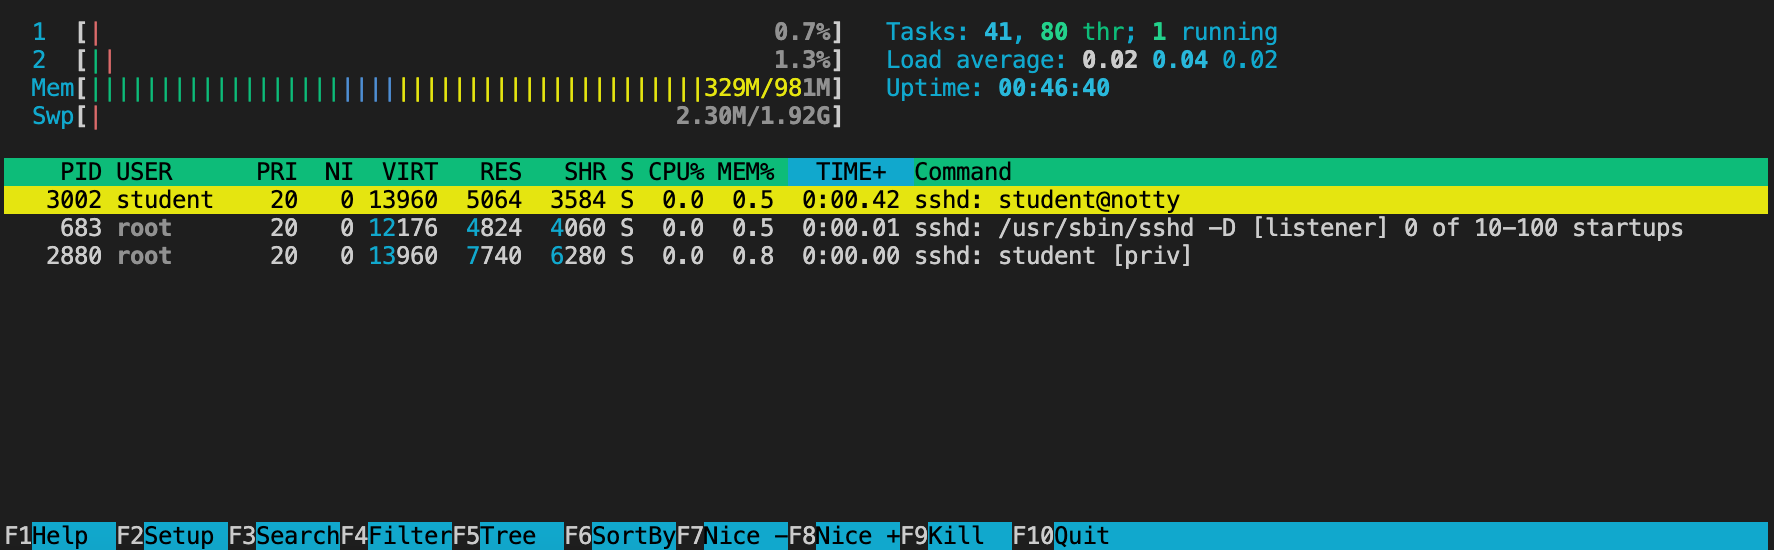 1 [| 0.7%] Tasks: 41, 80 thr; 1 running
2 [|| 1.3%] Load average: 0.02 0.04 0.02
Mem[||||||||||||||||||||||||||||||||||||||||||||329M/981M] Uptime: 00:46:40
Swp[| 2.30M/1.92G]
PID USER PRI NI VIRT RES SHR S CPU% MEM% TIME+ Command
3002 student 20 0 13960 5064 3584 S 0.0 0.5 0:00.42 sshd: student@notty
683 root 20 0 12176 4824 4060 S 0.0 0.5 0:00.01 sshd: /usr/sbin/sshd -D [listener] 0 of 10-100 startups
2880 root 20 0 13960 7740 6280 S 0.0 0.8 0:00.00 sshd: student [priv]
F1Help F2Setup F3SearchF4FilterF5Tree F6SortByF7Nice -F8Nice +F9Kill F10Quit